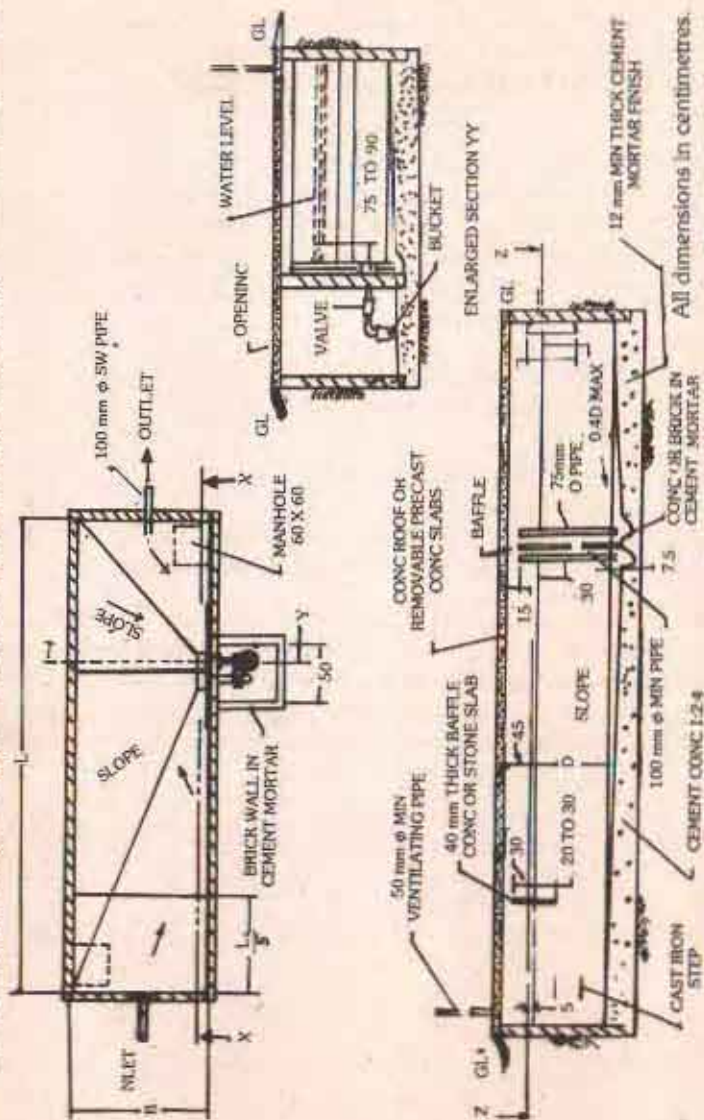 L
SLOPE
SLOPE
B
INLET
L
5
X
100 mm φ SW PIPE
OUTLET
X
MANHOLE
60 X 60
Y
50
BRICK WALL IN
CEMENT MORTAR
GL
OPENINC
WATER LEVEL
GL
VALVE
75 TO 90
BUCKET
ENLARGED SECTION YY
50 mm φ MIN
VENTILATING PIPE
40 mm THICK BAFFLE
CONC OR STONE SLAB
CONC ROOF OR
REMOVABLE PRECAST
CONC SLABS
BAFFLE
Z
GL
Z
GL
5
30
20 TO 30
45
D
SLOPE
15
30
75mm
O PIPE
0.4D MAX
7.5
CAST IRON
STEP
CEMENT CONC 1:2:4
100 mm φ MIN PIPE
CONC OR BRICK IN
CEMENT MORTAR
12 mm MIN THICK CEMENT
MORTAR FINISH
All dimensions in centimetres.